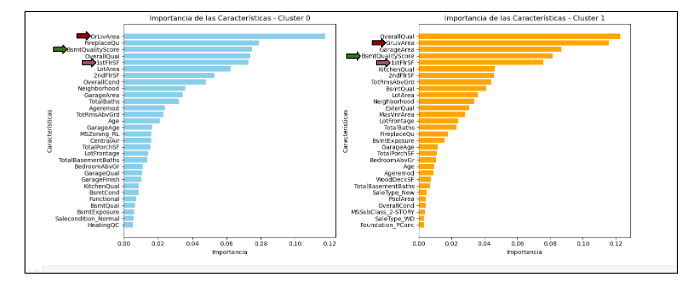 Importancia de las Características - Cluster 0
GrLivArea
FireplaceQu
BsmtQualityScore
OverallQual
1stFlrSF
LotArea
2ndFlrSF
OverallCond
Neighborhood
GarageArea
TotalBaths
Ageremod
TotRmsAbvGrd
Age
GarageAge
MSZoning_RL
CentralAir
TotalPorchSF
LotFrontage
TotalBasementBaths
BedroomAbvGr
GarageQual
GarageFinish
KitchenQual
BsmtCond
Functional
BsmtQual
BsmtExposure
Salecondition_Normal
HeatingQC
Características
0.00 0.02 0.04 0.06 0.08 0.10 0.12
Importancia
Importancia de las Características - Cluster 1
OverallQual
GrLivArea
GarageArea
BsmtQualityScore
1stFlrSF
KitchenQual
2ndFlrSF
TotRmsAbvGrd
BsmtQual
LotArea
Neighborhood
ExterQual
MasVnrArea
LotFrontage
TotalBaths
FireplaceQu
BsmtExposure
GarageAge
TotalPorchSF
BedroomAbvGr
Age
Ageremod
WoodDeckSF
TotalBasementBaths
SaleType_New
PoolArea
OverallCond
MSSubClass_2-STORY
SaleType_WD
Foundation_PConc
Características
0.00 0.02 0.04 0.06 0.08 0.10 0.12
Importancia